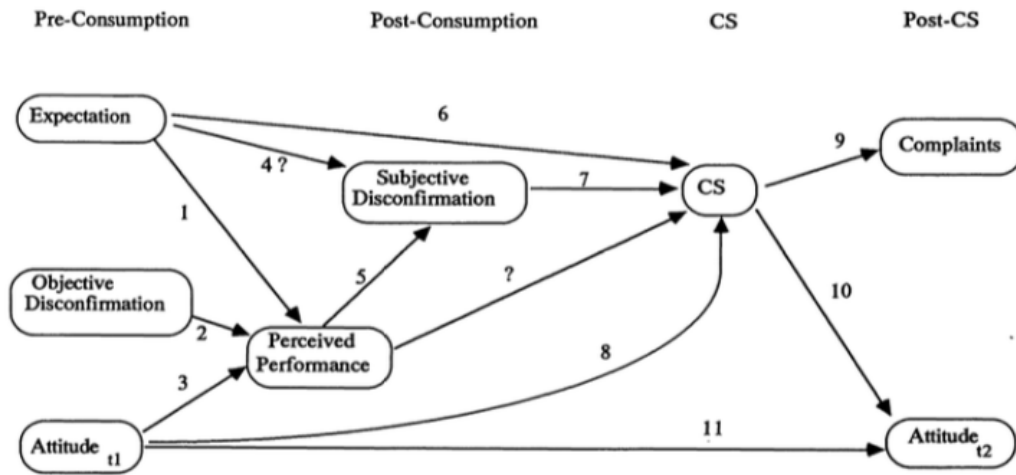 Pre-Consumption Post-Consumption CS Post-CS
Expectation
6
9
Complaints
4 ?
Subjective
Disconfirmation
7
CS
1
Objective
Disconfirmation
5
?
10
2
Perceived
Performance
3
8
Attitude t1
11
Attitude t2